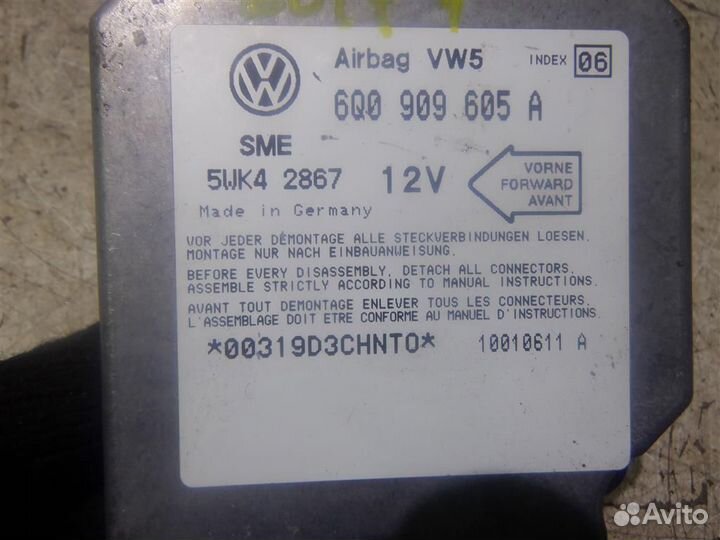 Airbag VW5 INDEX 06
6Q0 909 605 A
SME
5WK4 2867 12V
VORNE
FORWARD
AVANT
Made in Germany
VOR JEDER DEMONTAGE ALLE STECKVERBINDUNGEN LOESEN.
MONTAGE NUR NACH EINBAUANWEISUNG.
BEFORE EVERY DISASSEMBLY, DETACH ALL CONNECTORS.
ASSEMBLE STRICTLY ACCORDING TO MANUAL INSTRUCTIONS.
AVANT TOUT DEMONTAGE ENLEVER TOUS LES CONNECTEURS.
L'ASSEMBLAGE DOIT ETRE CONFORME AU MANUEL D'INSTRUCTIONS.
*00319D3CHNTO* 10010611 A
Avito